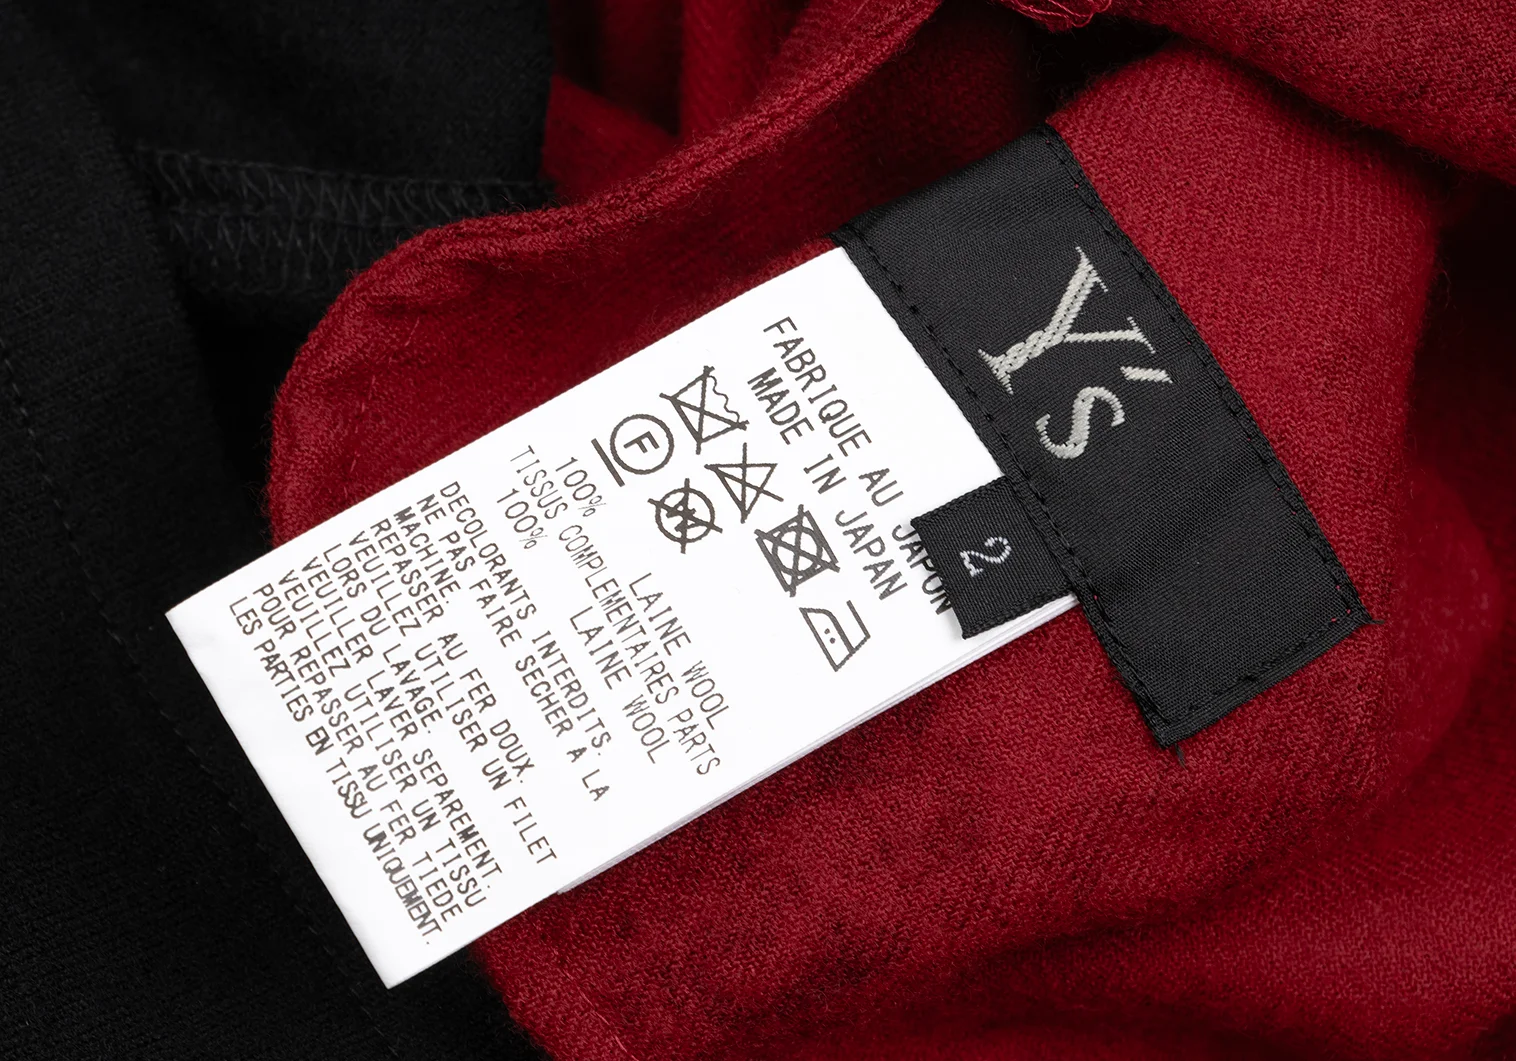 Y's
2
FABRIQUE AU JAPON
MADE IN JAPAN
F
W
100% LAINE WOOL
TISSUS COMPLEMENTAIRES PARTS
100% LAINE WOOL
DECOLORANTS INTERDITS.
NE PAS FAIRE SECHER A LA
MACHINE.
REPASSER AU FER DOUX.
VEUILLEZ UTILISER UN FILET
LORS DU LAVAGE.
VEUILLER LAVER SEPAREMENT.
VEUILLEZ UTILISER UN TISSU
POUR REPASSER AU FER TIEDE
LES PARTIES EN TISSU UNIQUEMENT.